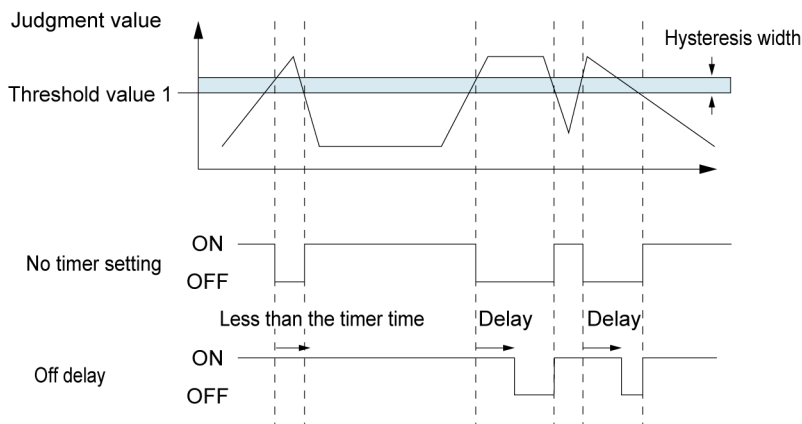 Judgment value
Hysteresis width
Threshold value 1
ON
No timer setting
OFF
Less than the timer time
Delay
Delay
ON
Off delay
OFF